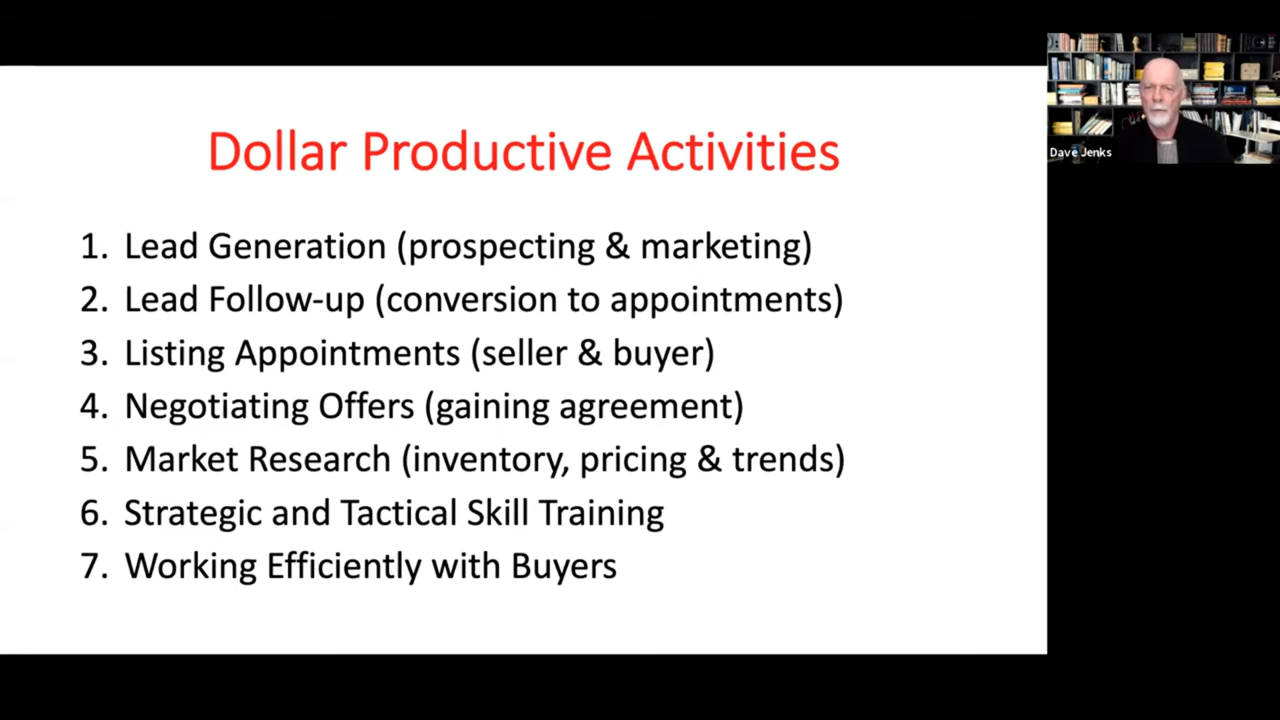 Dollar Productive Activities
1. Lead Generation (prospecting & marketing)
2. Lead Follow-up (conversion to appointments)
3. Listing Appointments (seller & buyer)
4. Negotiating Offers (gaining agreement)
5. Market Research (inventory, pricing & trends)
6. Strategic and Tactical Skill Training
7. Working Efficiently with Buyers
Dave Jenks